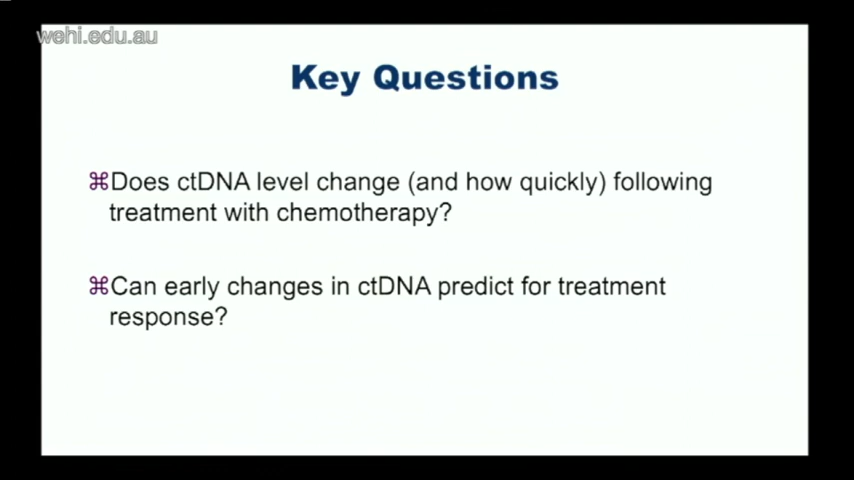 wehi.edu.au
Key Questions
⌘Does ctDNA level change (and how quickly) following
treatment with chemotherapy?
⌘Can early changes in ctDNA predict for treatment
response?